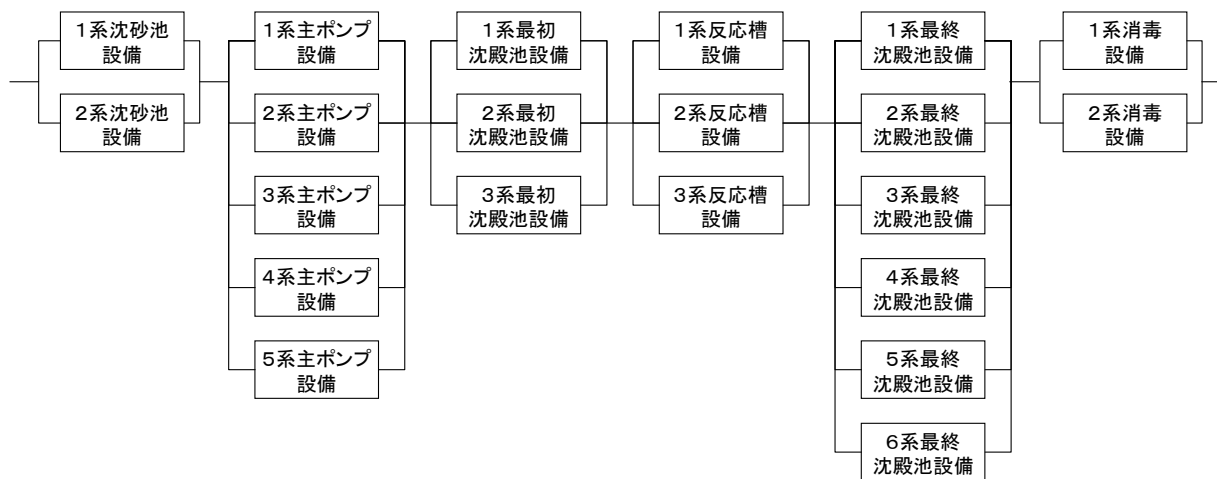 1系沈砂池
設備
2系沈砂池
設備
1系主ポンプ
設備
2系主ポンプ
設備
3系主ポンプ
設備
4系主ポンプ
設備
5系主ポンプ
設備
1系最初
沈殿池設備
2系最初
沈殿池設備
3系最初
沈殿池設備
1系反応槽
設備
2系反応槽
設備
3系反応槽
設備
1系最終
沈殿池設備
2系最終
沈殿池設備
3系最終
沈殿池設備
4系最終
沈殿池設備
5系最終
沈殿池設備
6系最終
沈殿池設備
1系消毒
設備
2系消毒
設備